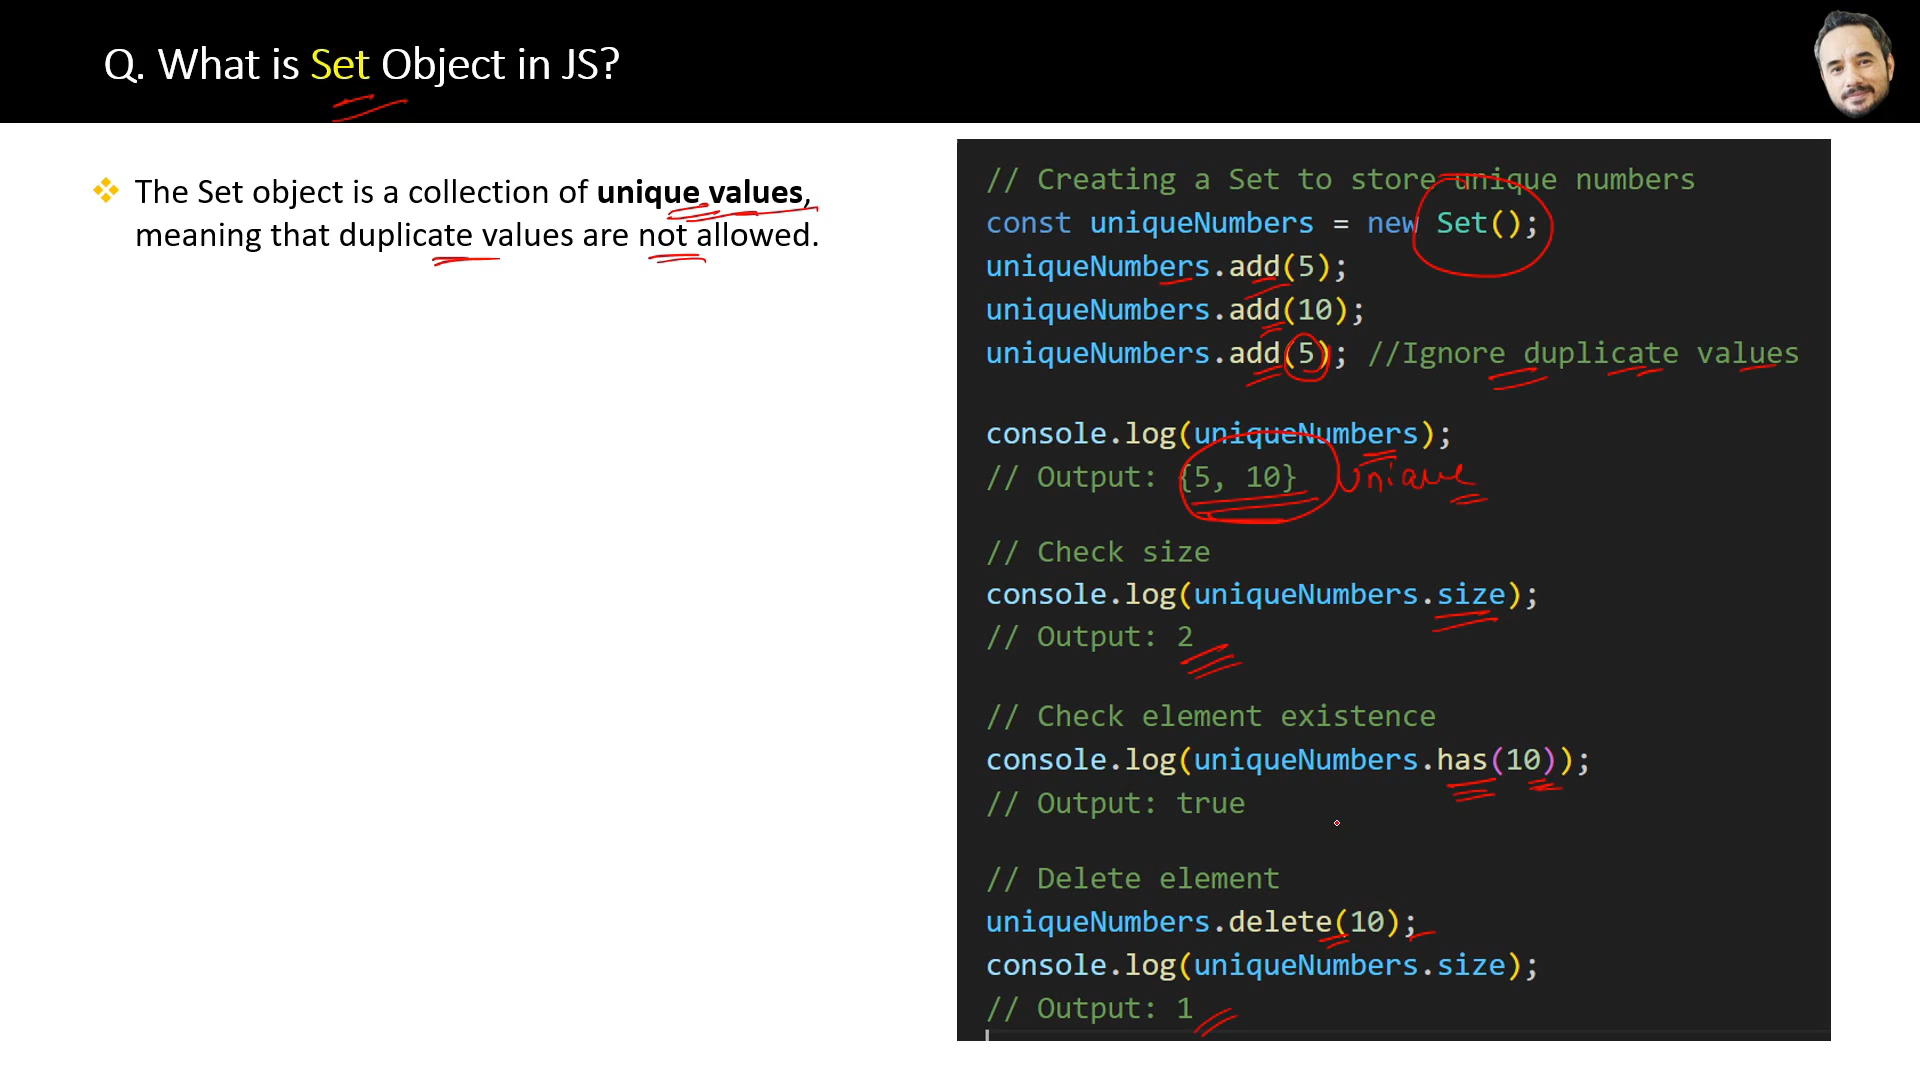 Q. What is Set Object in JS?
The Set object is a collection of unique values,
meaning that duplicate values are not allowed.
// Creating a Set to store unique numbers
const uniqueNumbers = new Set();
uniqueNumbers.add(5);
uniqueNumbers.add(10);
uniqueNumbers.add(5); //Ignore duplicate values
console.log(uniqueNumbers);
// Output: {5, 10} Unique
// Check size
console.log(uniqueNumbers.size);
// Output: 2
// Check element existence
console.log(uniqueNumbers.has(10));
// Output: true
// Delete element
uniqueNumbers.delete(10);
console.log(uniqueNumbers.size);
// Output: 1